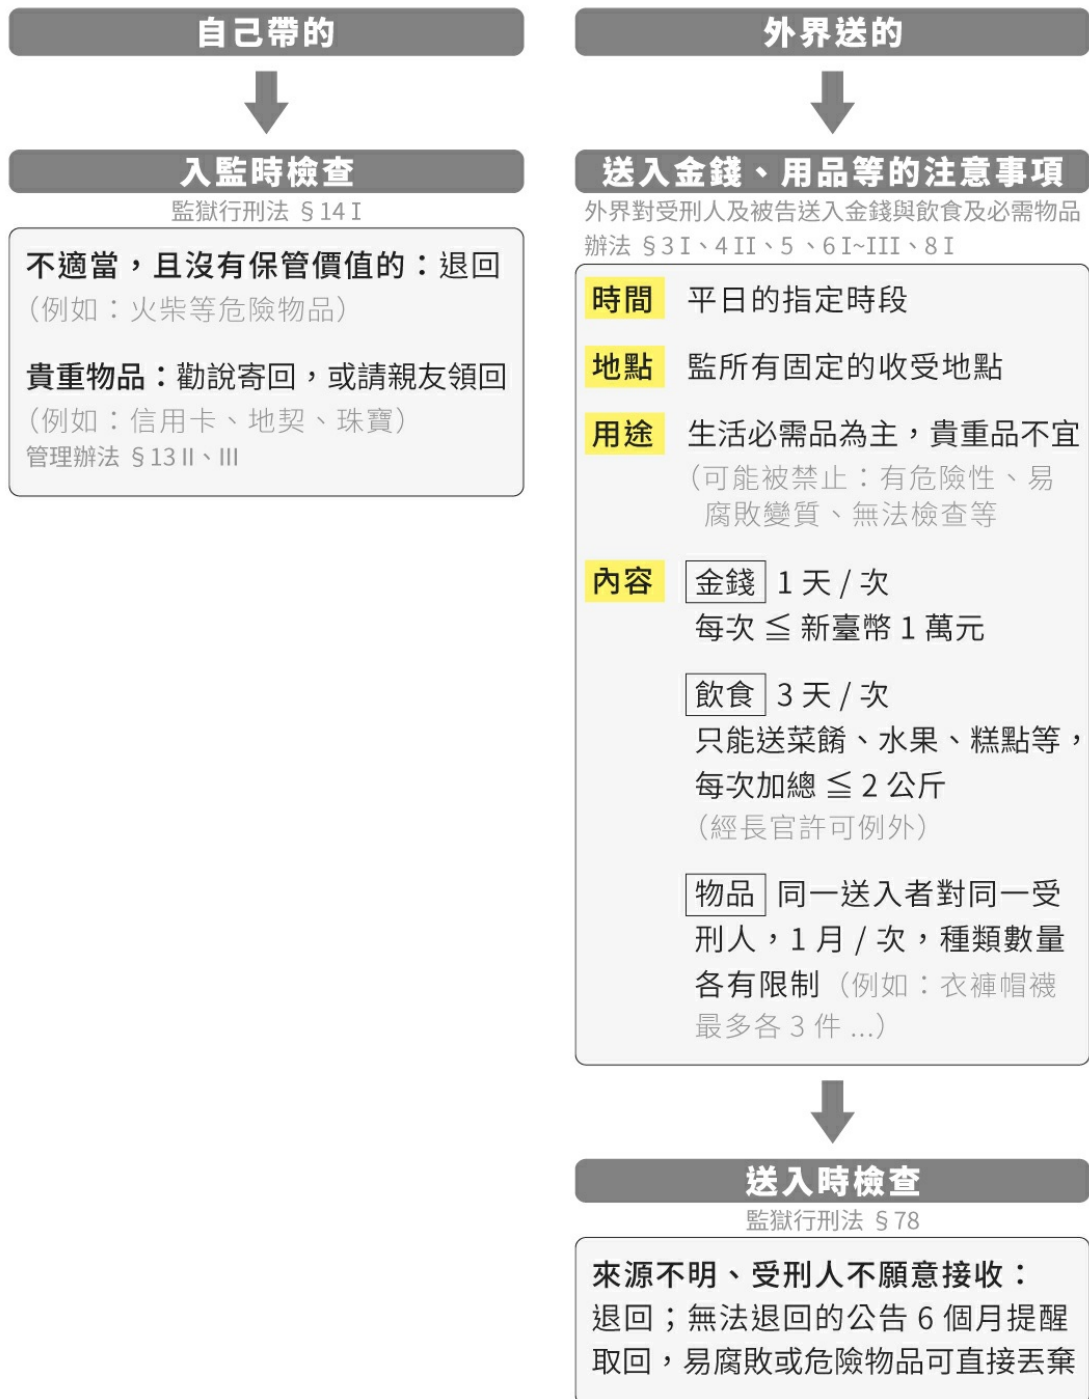 自己帶的
入監時檢查
監獄行刑法 §14 I
不適當，且沒有保管價值的：退回
（例如：火柴等危險物品）
貴重物品：勸說寄回，或請親友領回
（例如：信用卡、地契、珠寶）
管理辦法 §13 II、III
外界送的
送入金錢、用品等的注意事項
外界對受刑人及被告送入金錢與飲食及必需物品
辦法 §3 I、4 II、5、6 I~III、8 I
時間 平日的指定時段
地點 監所有固定的收受地點
用途 生活必需品為主，貴重品不宜
（可能被禁止：有危險性、易
腐敗變質、無法檢查等
內容 金錢 1 天 / 次
每次 ≦ 新臺幣 1 萬元
飲食 3 天 / 次
只能送菜餚、水果、糕點等，
每次加總 ≦ 2 公斤
（經長官許可例外）
物品 同一送入者對同一受
刑人，1 月 / 次，種類數量
各有限制（例如：衣褲帽襪
最多各 3 件 ...）
送入時檢查
監獄行刑法 §78
來源不明、受刑人不願意接收：
退回；無法退回的公告 6 個月提醒
取回，易腐敗或危險物品可直接丟棄